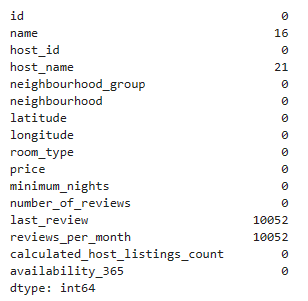 id 0
name 16
host_id 0
host_name 21
neighbourhood_group 0
neighbourhood 0
latitude 0
longitude 0
room_type 0
price 0
minimum_nights 0
number_of_reviews 0
last_review 10052
reviews_per_month 10052
calculated_host_listings_count 0
availability_365 0
dtype: int64